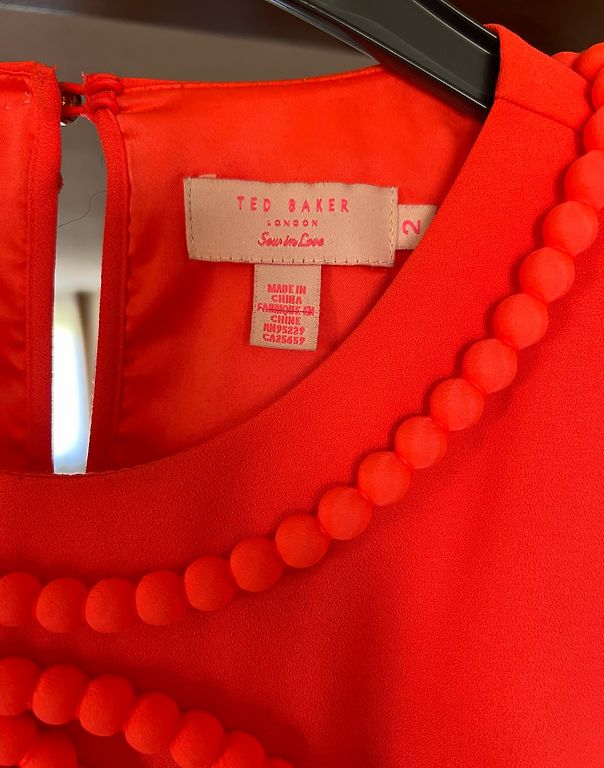 TED BAKER
LONDON
Sew in Love
2
MADE IN
CHINA
FABRIQUE EN
CHINE
RN95229
CA25459